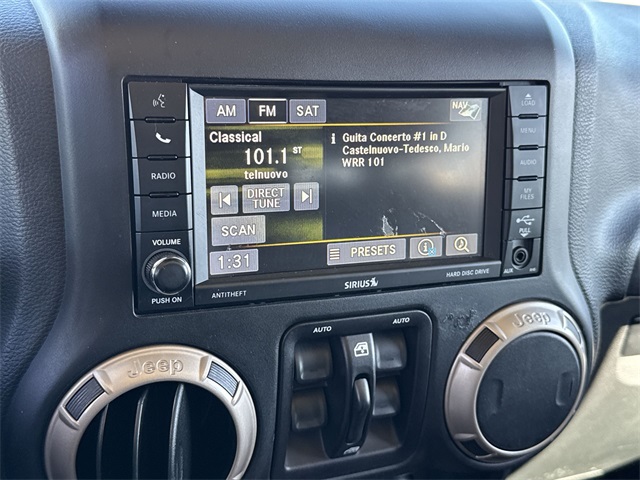 AM FM SAT
NAV
LOAD
Classical
101.1 ST
telnuovo
DIRECT
TUNE
SCAN
1:31
i Guita Concerto #1 in D
Castelnuovo-Tedesco, Mario
WRR 101
PRESETS
RADIO
MEDIA
VOLUME
PUSH ON
MENU
AUDIO
MY
FILES
PULL
AUX
ANTITHEFT
SIRIUS
HARD DISC DRIVE
AUTO AUTO
Jeep
Jeep